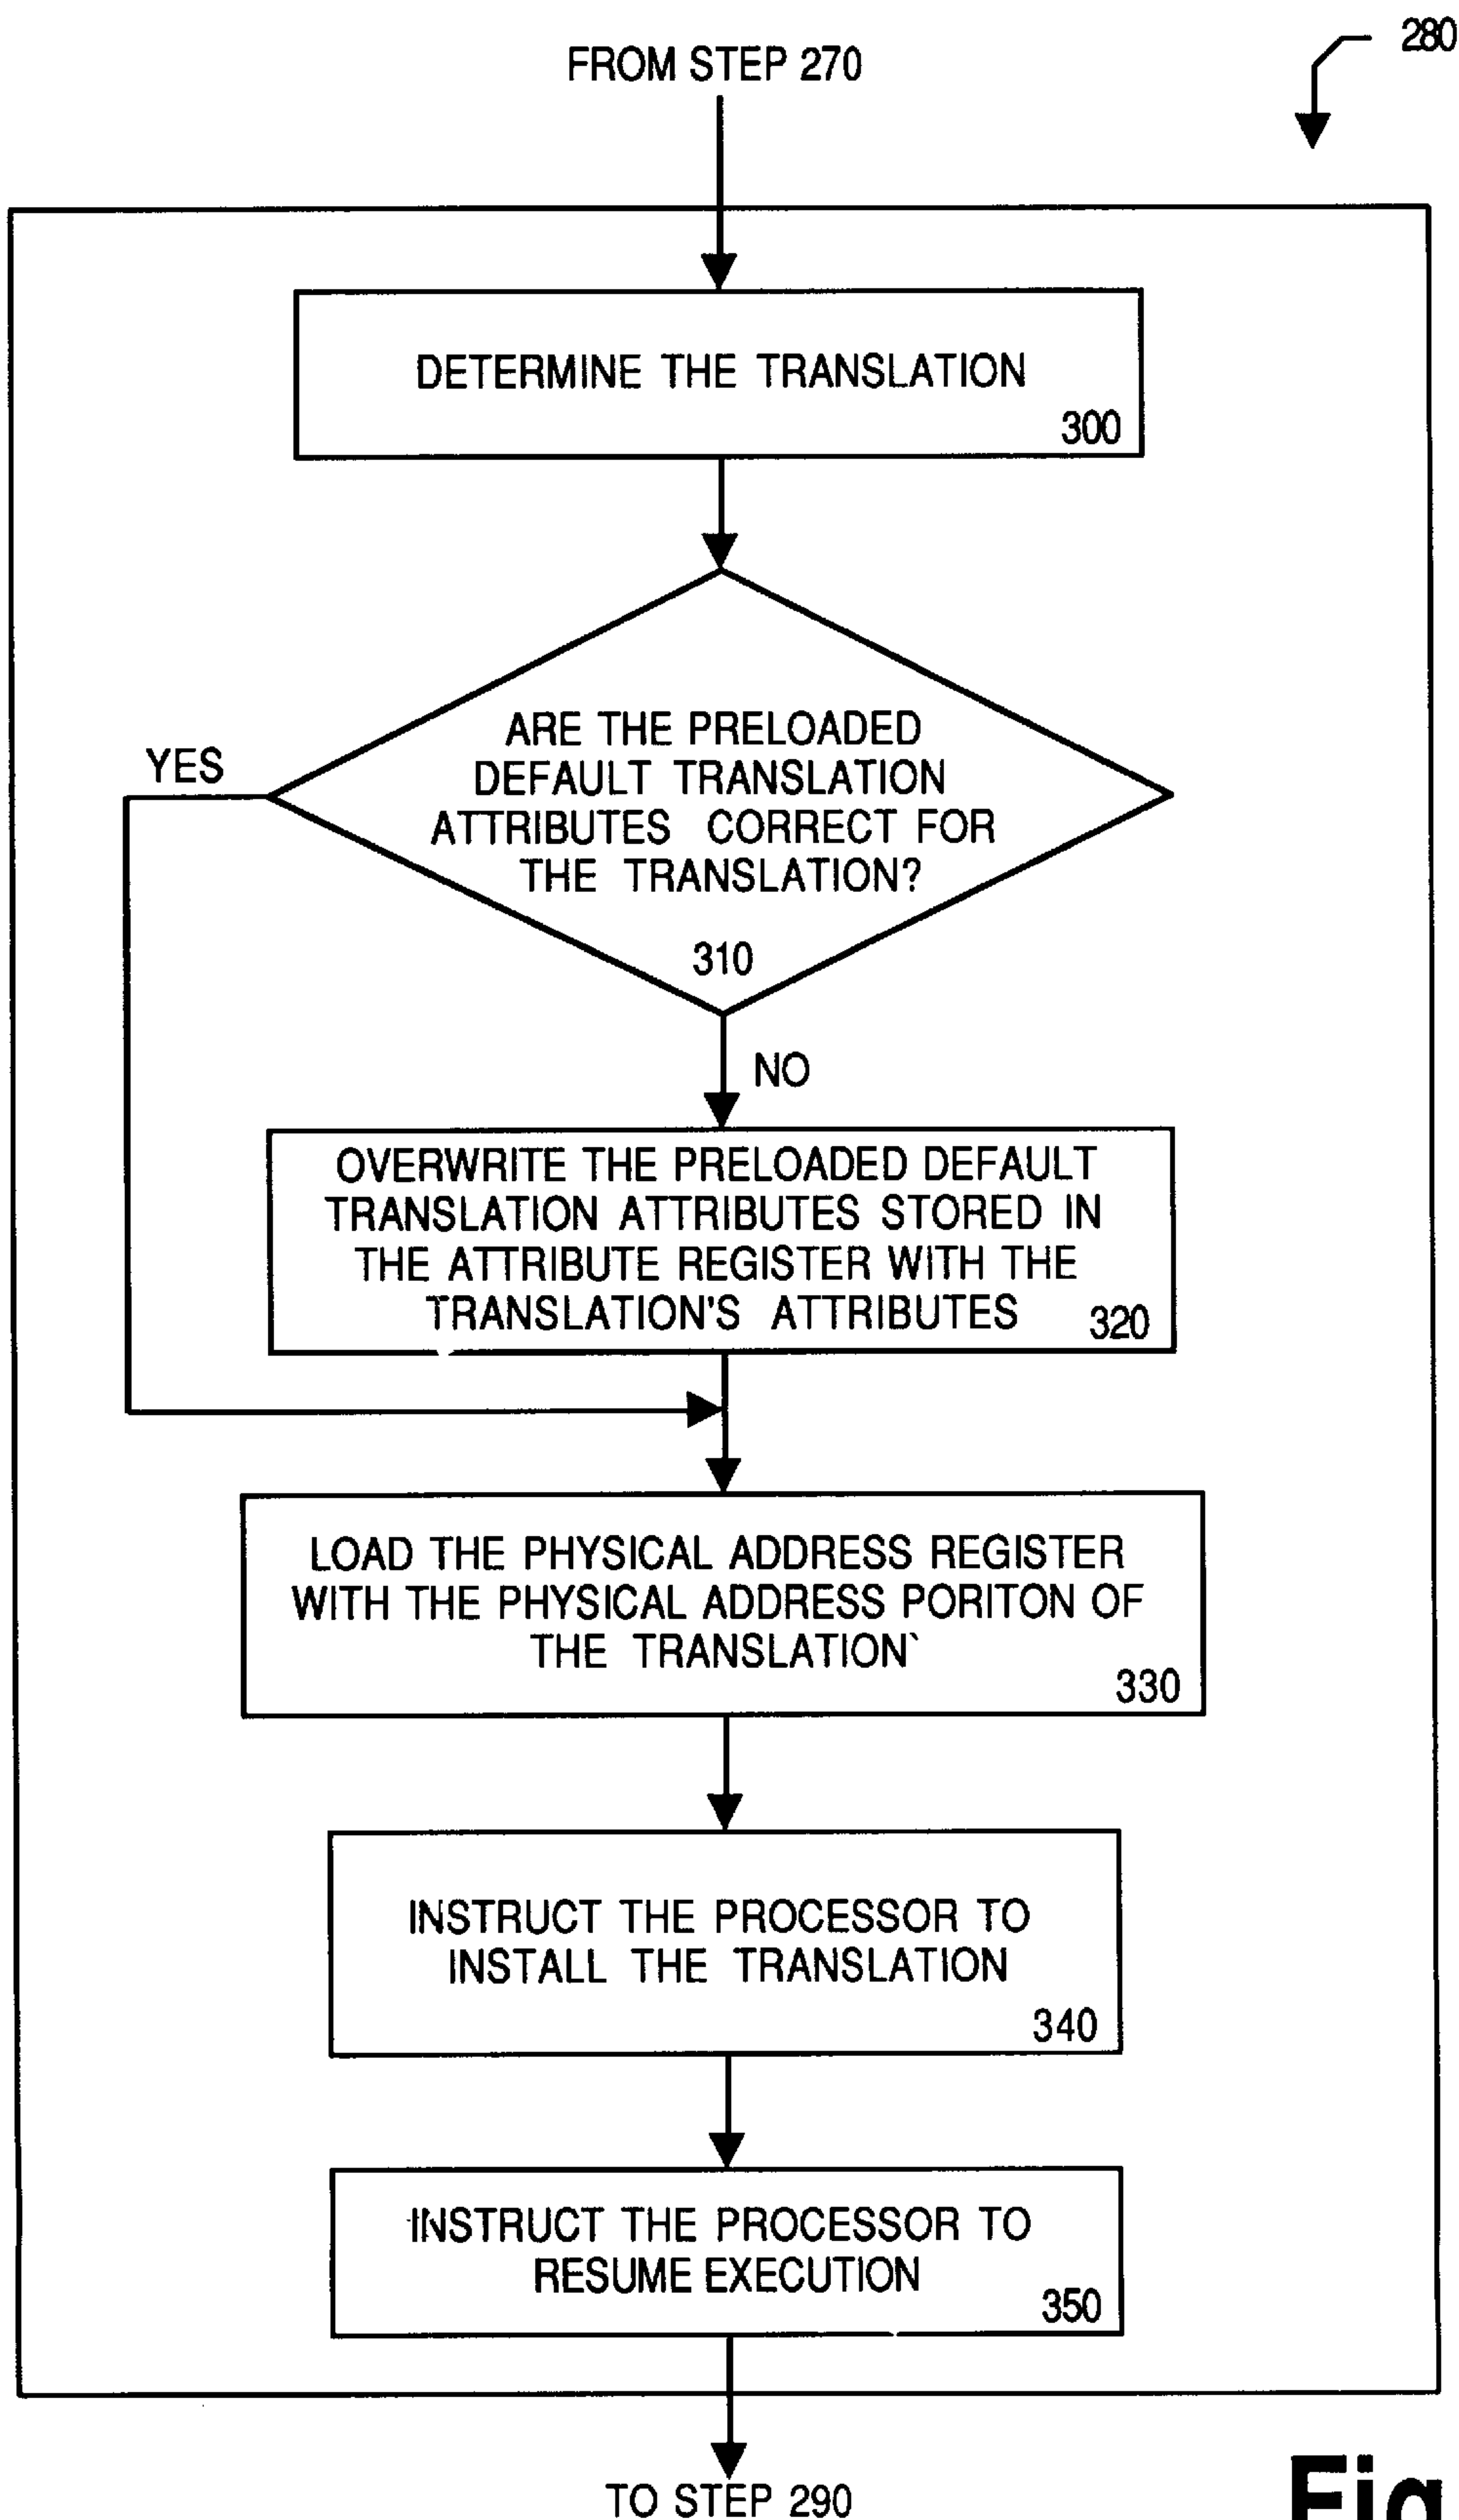 280
FROM STEP 270
DETERMINE THE TRANSLATION
300
ARE THE PRELOADED
DEFAULT TRANSLATION
ATTRIBUTES CORRECT FOR
THE TRANSLATION?
310
YES
NO
OVERWRITE THE PRELOADED DEFAULT
TRANSLATION ATTRIBUTES STORED IN
THE ATTRIBUTE REGISTER WITH THE
TRANSLATION'S ATTRIBUTES
320
LOAD THE PHYSICAL ADDRESS REGISTER
WITH THE PHYSICAL ADDRESS PORITON OF
THE TRANSLATION`
330
INSTRUCT THE PROCESSOR TO
INSTALL THE TRANSLATION
340
INSTRUCT THE PROCESSOR TO
RESUME EXECUTION
350
TO STEP 290
Fig